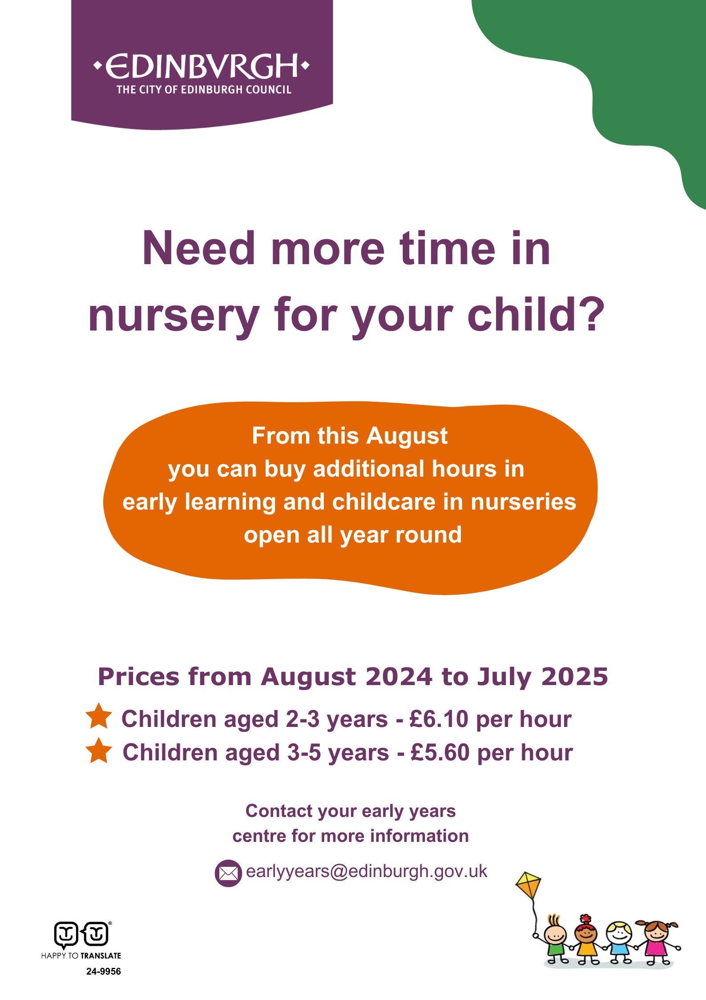 EDINBVRGH
THE CITY OF EDINBURGH COUNCIL
Need more time in
nursery for your child?
From this August
you can buy additional hours in
early learning and childcare in nurseries
open all year round
Prices from August 2024 to July 2025
Children aged 2-3 years - £6.10 per hour
Children aged 3-5 years - £5.60 per hour
Contact your early years
centre for more information
earlyyears@edinburgh.gov.uk
®
HAPPY TO TRANSLATE
24-9956